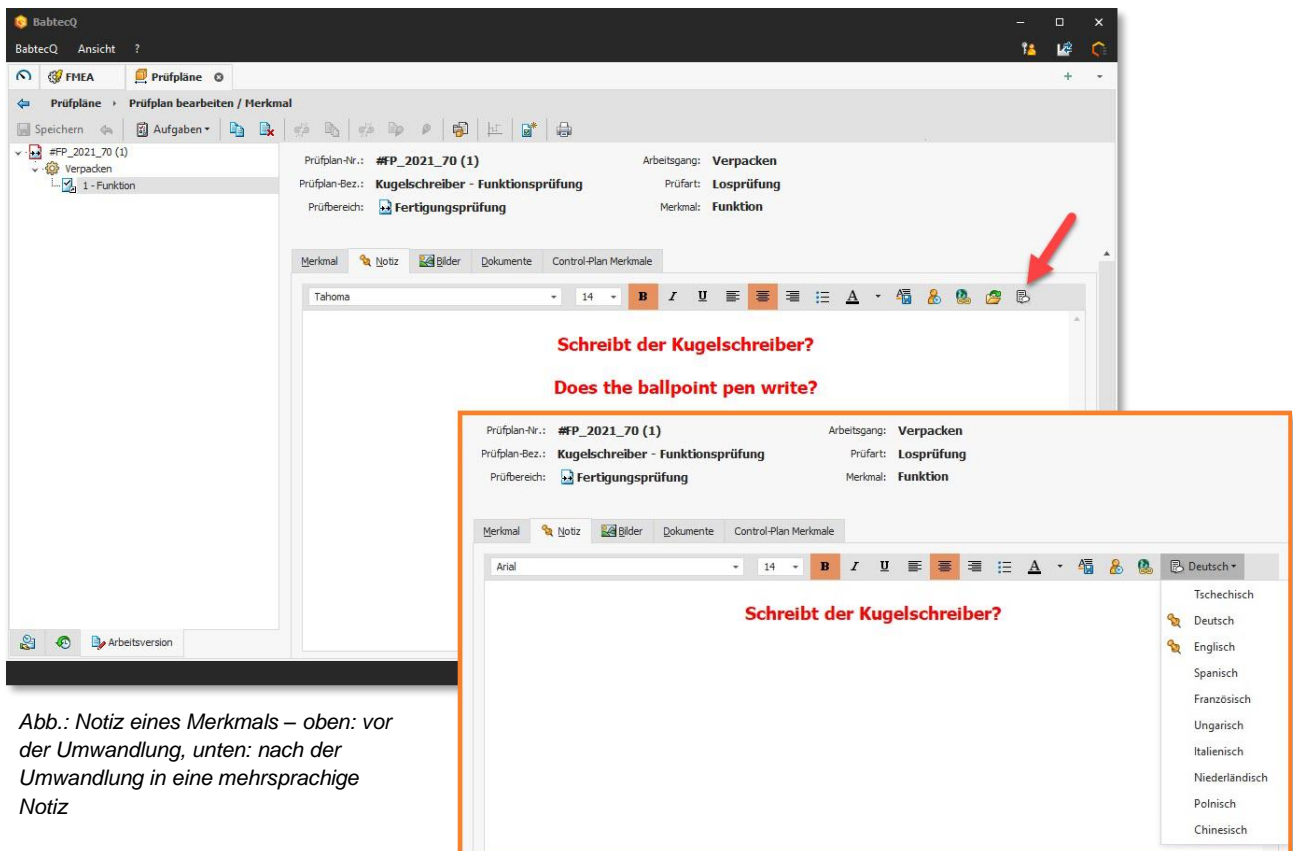 BabtecQ
BabtecQ Ansicht ?
FMEA Prüfpläne
Prüfpläne › Prüfplan bearbeiten / Merkmal
Speichern Aufgaben
#FP_2021_70 (1)
Verpacken
1 - Funktion
Prüfplan-Nr.: #FP_2021_70 (1) Arbeitsgang: Verpacken
Prüfplan-Bez.: Kugelschreiber - Funktionsprüfung Prüfart: Losprüfung
Prüfbereich: Fertigungsprüfung Merkmal: Funktion
Merkmal Notiz Bilder Dokumente Control-Plan Merkmale
Tahoma 14 B I U A
Schreibt der Kugelschreiber?
Does the ballpoint pen write?
Arbeitsversion
Prüfplan-Nr.: #FP_2021_70 (1) Arbeitsgang: Verpacken
Prüfplan-Bez.: Kugelschreiber - Funktionsprüfung Prüfart: Losprüfung
Prüfbereich: Fertigungsprüfung Merkmal: Funktion
Merkmal Notiz Bilder Dokumente Control-Plan Merkmale
Arial 14 B I U A Deutsch
Schreibt der Kugelschreiber?
Tschechisch
Deutsch
Englisch
Spanisch
Französisch
Ungarisch
Italienisch
Niederländisch
Polnisch
Chinesisch
Abb.: Notiz eines Merkmals – oben: vor
der Umwandlung, unten: nach der
Umwandlung in eine mehrsprachige
Notiz